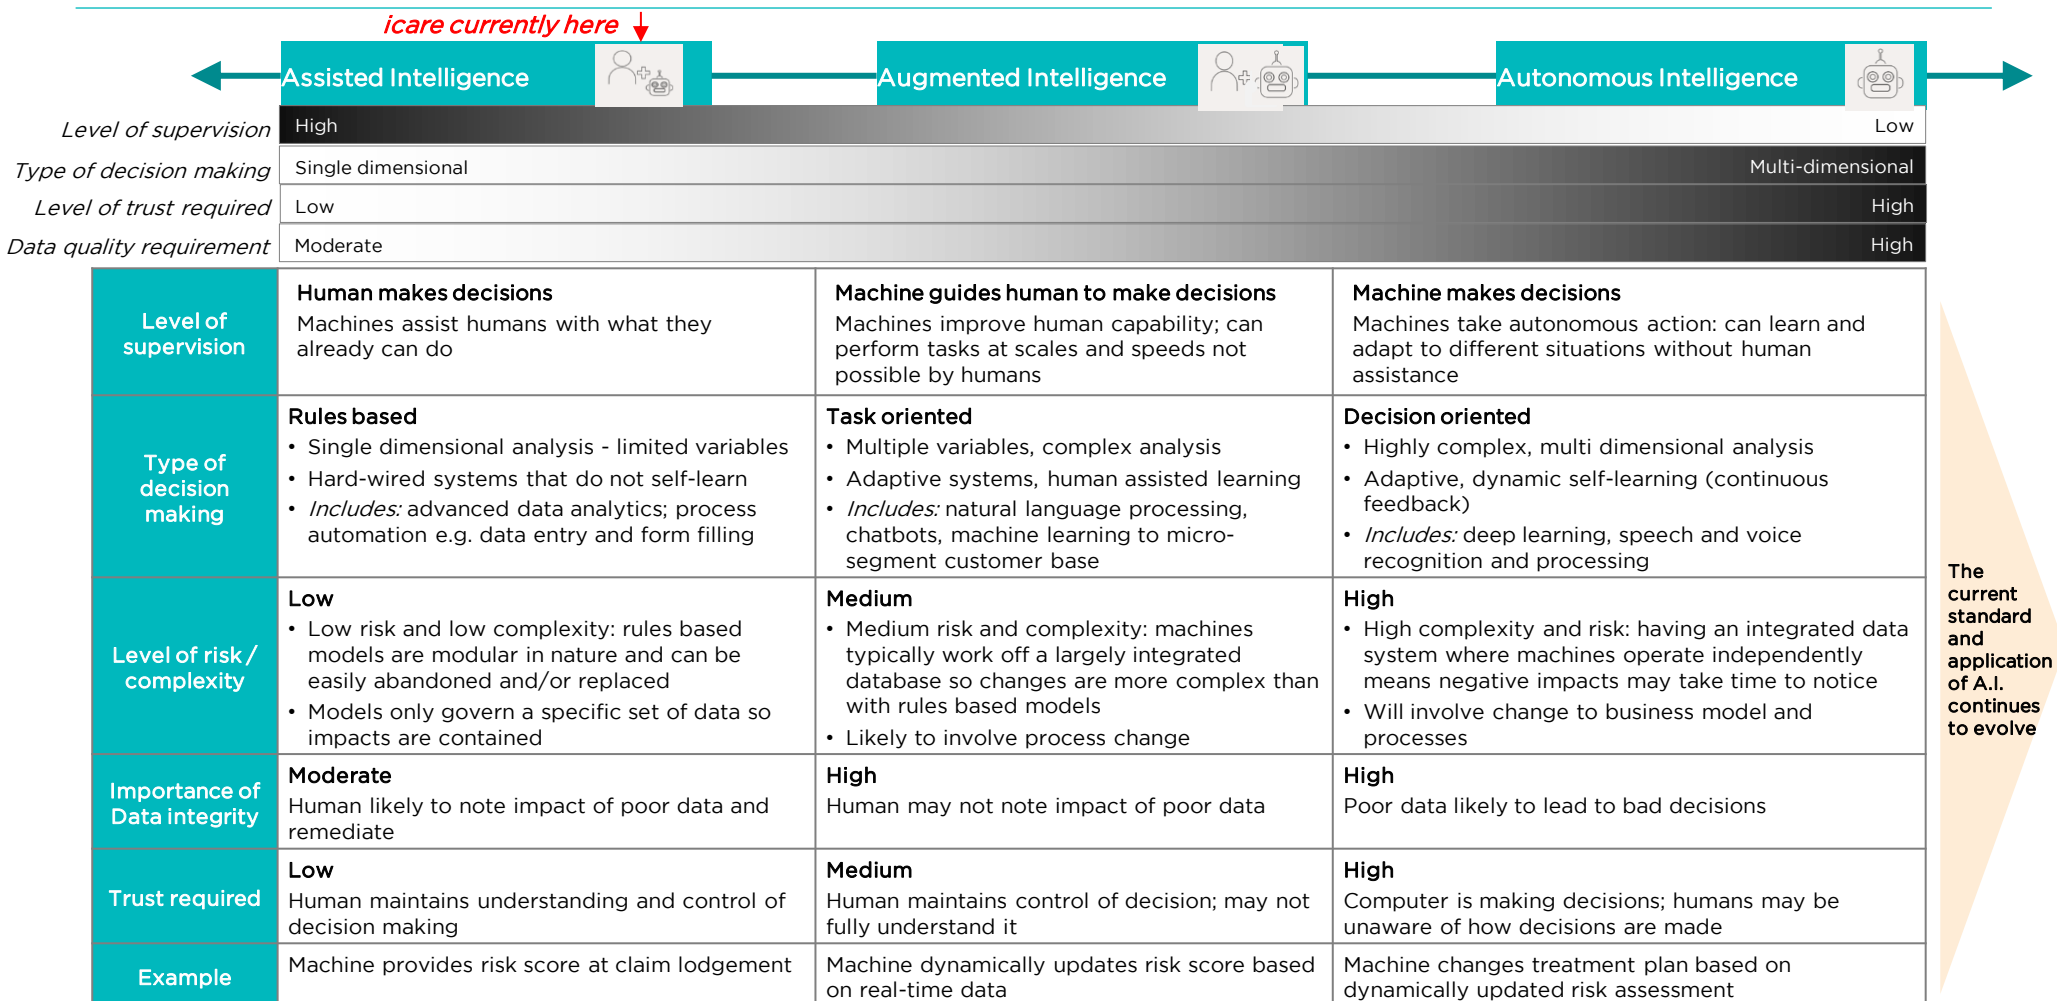 icare currently here
Assisted Intelligence
Augmented Intelligence
Autonomous Intelligence
Level of supervision
High
Low
Type of decision making
Single dimensional
Multi-dimensional
Level of trust required
Low
High
Data quality requirement
Moderate
High
Level of
supervision
Human makes decisions
Machines assist humans with what they
already can do
Machine guides human to make decisions
Machines improve human capability; can
perform tasks at scales and speeds not
possible by humans
Machine makes decisions
Machines take autonomous action: can learn and
adapt to different situations without human
assistance
Type of
decision
making
Rules based
• Single dimensional analysis - limited variables
• Hard-wired systems that do not self-learn
• Includes: advanced data analytics; process
automation e.g. data entry and form filling
Task oriented
• Multiple variables, complex analysis
• Adaptive systems, human assisted learning
• Includes: natural language processing,
chatbots, machine learning to micro-
segment customer base
Decision oriented
• Highly complex, multi dimensional analysis
• Adaptive, dynamic self-learning (continuous
feedback)
• Includes: deep learning, speech and voice
recognition and processing
Level of risk /
complexity
Low
• Low risk and low complexity: rules based
models are modular in nature and can be
easily abandoned and/or replaced
• Models only govern a specific set of data so
impacts are contained
Medium
• Medium risk and complexity: machines
typically work off a largely integrated
database so changes are more complex than
with rules based models
• Likely to involve process change
High
• High complexity and risk: having an integrated data
system where machines operate independently
means negative impacts may take time to notice
• Will involve change to business model and
processes
Importance of
Data integrity
Moderate
Human likely to note impact of poor data and
remediate
High
Human may not note impact of poor data
High
Poor data likely to lead to bad decisions
Trust required
Low
Human maintains understanding and control of
decision making
Medium
Human maintains control of decision; may not
fully understand it
High
Computer is making decisions; humans may be
unaware of how decisions are made
Example
Machine provides risk score at claim lodgement
Machine dynamically updates risk score based
on real-time data
Machine changes treatment plan based on
dynamically updated risk assessment
The
current
standard
and
application
of A.I.
continues
to evolve